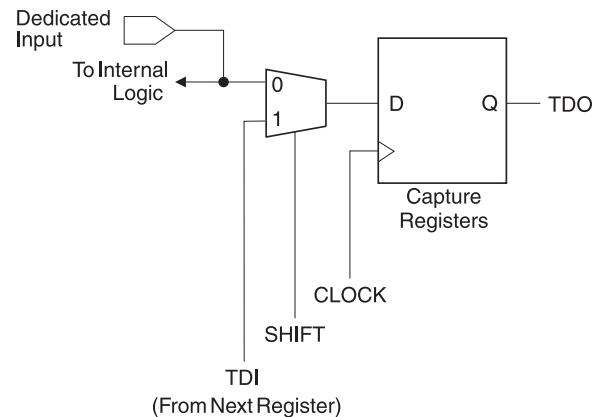 Dedicated
Input
To Internal
Logic
0
1
D
Q
TDO
Capture
Registers
CLOCK
SHIFT
TDI
(From Next Register)